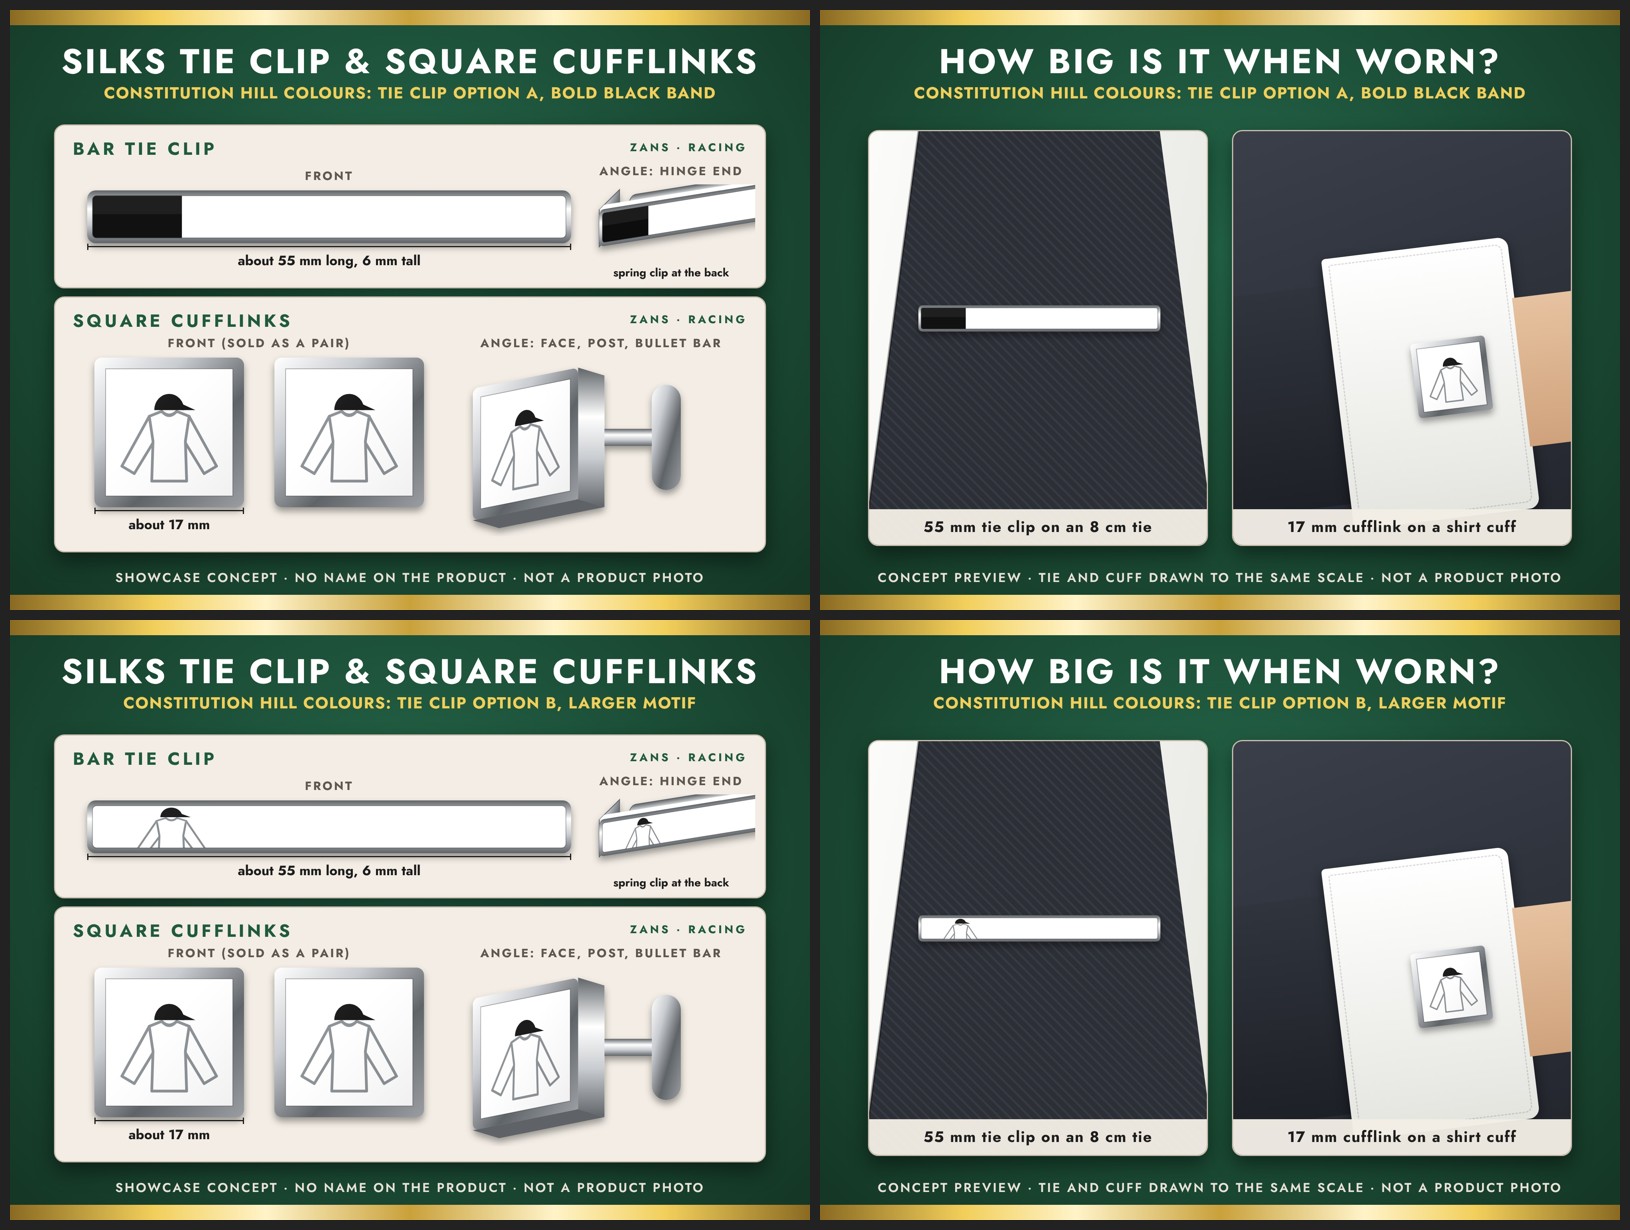 SILKS TIE CLIP & SQUARE CUFFLINKS
CONSTITUTION HILL COLOURS: TIE CLIP OPTION A, BOLD BLACK BAND
BAR TIE CLIP
ZANS · RACING
FRONT
ANGLE: HINGE END
about 55 mm long, 6 mm tall
spring clip at the back
SQUARE CUFFLINKS
ZANS · RACING
FRONT (SOLD AS A PAIR)
ANGLE: FACE, POST, BULLET BAR
about 17 mm
SHOWCASE CONCEPT · NO NAME ON THE PRODUCT · NOT A PRODUCT PHOTO
HOW BIG IS IT WHEN WORN?
CONSTITUTION HILL COLOURS: TIE CLIP OPTION A, BOLD BLACK BAND
55 mm tie clip on an 8 cm tie
17 mm cufflink on a shirt cuff
CONCEPT PREVIEW · TIE AND CUFF DRAWN TO THE SAME SCALE · NOT A PRODUCT PHOTO
SILKS TIE CLIP & SQUARE CUFFLINKS
CONSTITUTION HILL COLOURS: TIE CLIP OPTION B, LARGER MOTIF
BAR TIE CLIP
ZANS · RACING
FRONT
ANGLE: HINGE END
about 55 mm long, 6 mm tall
spring clip at the back
SQUARE CUFFLINKS
ZANS · RACING
FRONT (SOLD AS A PAIR)
ANGLE: FACE, POST, BULLET BAR
about 17 mm
SHOWCASE CONCEPT · NO NAME ON THE PRODUCT · NOT A PRODUCT PHOTO
HOW BIG IS IT WHEN WORN?
CONSTITUTION HILL COLOURS: TIE CLIP OPTION B, LARGER MOTIF
55 mm tie clip on an 8 cm tie
17 mm cufflink on a shirt cuff
CONCEPT PREVIEW · TIE AND CUFF DRAWN TO THE SAME SCALE · NOT A PRODUCT PHOTO